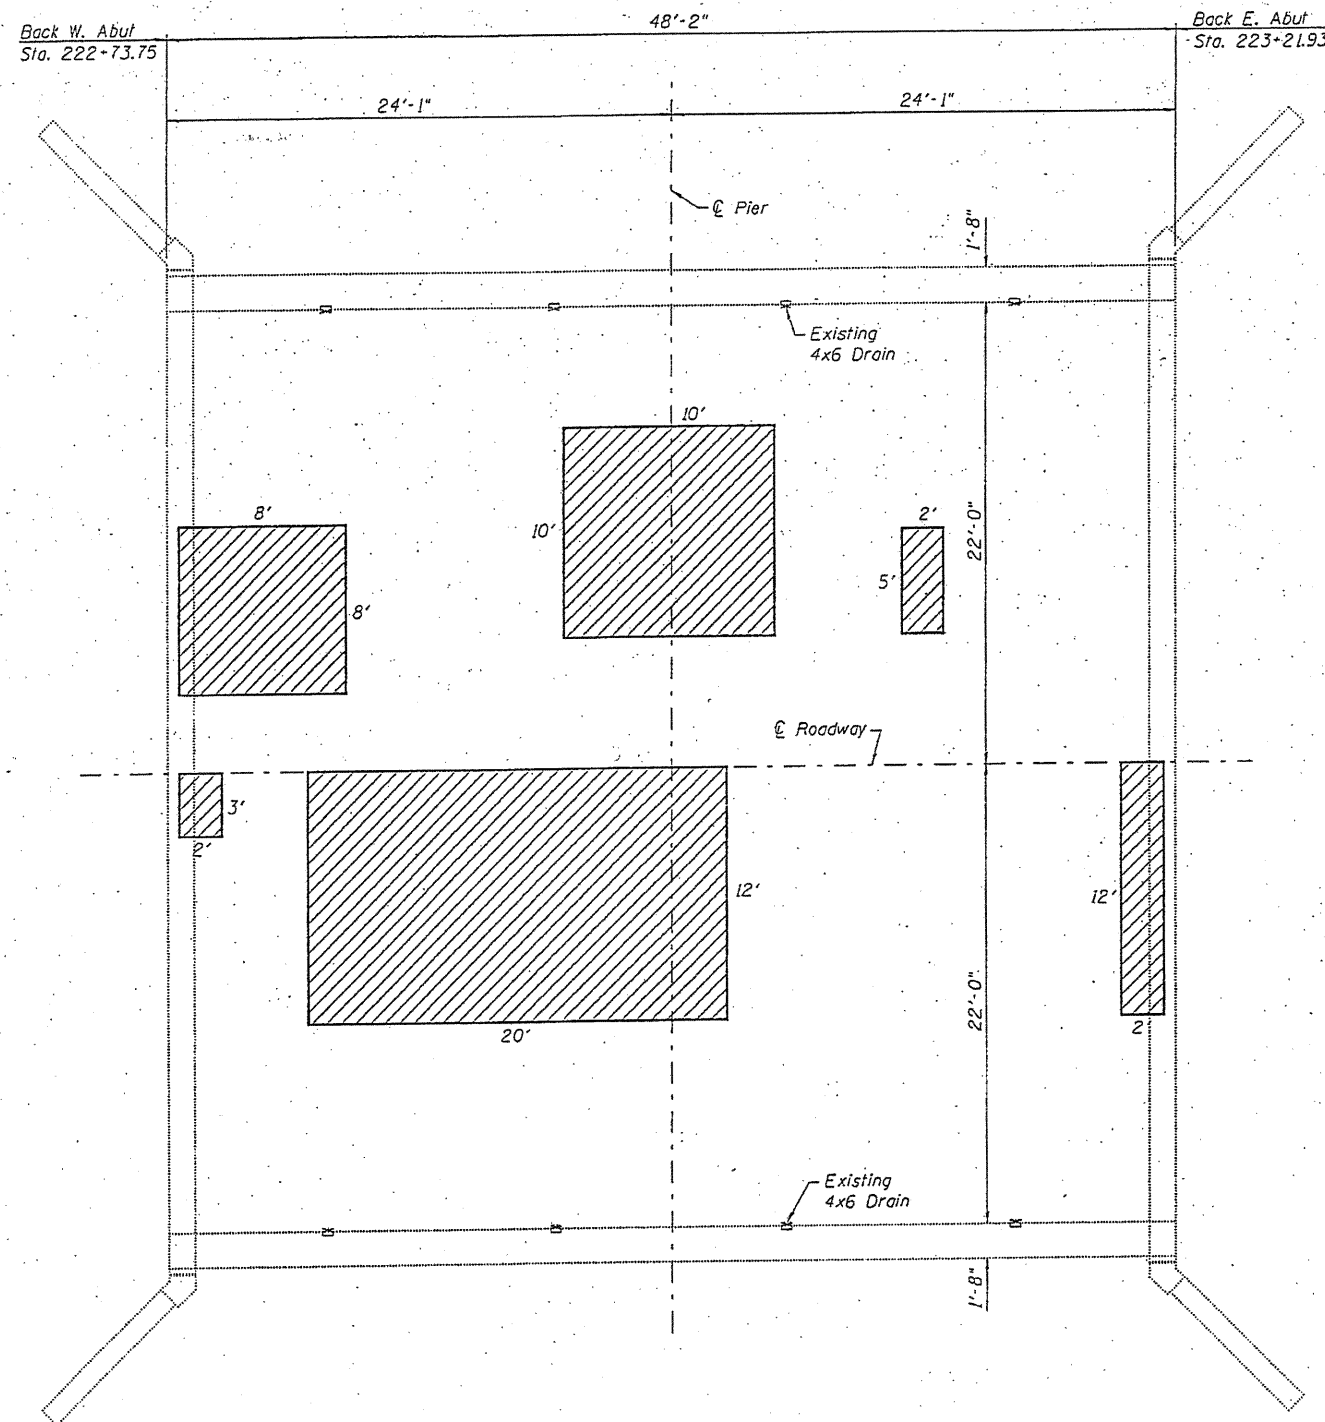 48'-2"
Back W. Abut
Sta. 222+73.75
Back E. Abut
Sta. 223+21.93
24'-1"
24'-1"
℄ Pier
1'-8"
Existing
4x6 Drain
10'
10'
8'
8'
2'
5'
22'-0"
℄ Roadway
3'
2'
12'
20'
12'
2'
22'-0"
Existing
4x6 Drain
1'-8"